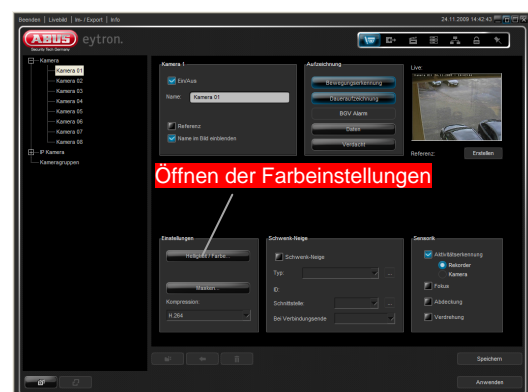 Beenden | Livebild | Im- / Export | Info
24.11.2009 14:42:43
ABUS eytron.
Security Tech Germany
Kamera
Kamera 01
Kamera 02
Kamera 03
Kamera 04
Kamera 05
Kamera 06
Kamera 07
Kamera 08
IP Kamera
Kameragruppen
Kamera 1
Ein/Aus
Name: Kamera 01
Referenz
Name im Bild einblenden
Aufzeichnung
Bewegungserkennung
Daueraufzeichnung
BGV Alarm
Daten
Verdacht
Live:
Referenz: Erstellen
Öffnen der Farbeinstellungen
Einstellungen
Helligkeit / Farbe...
Masken...
Kompression:
H.264
Schwenk-Neige
Schwenk-Neige
Typ:
ID:
Schnittstelle:
Bei Verbindungsende
Sensorik
Aktivitätserkennung
Rekorder
Kamera
Fokus
Abdeckung
Verdrehung
Speichern
Anwenden